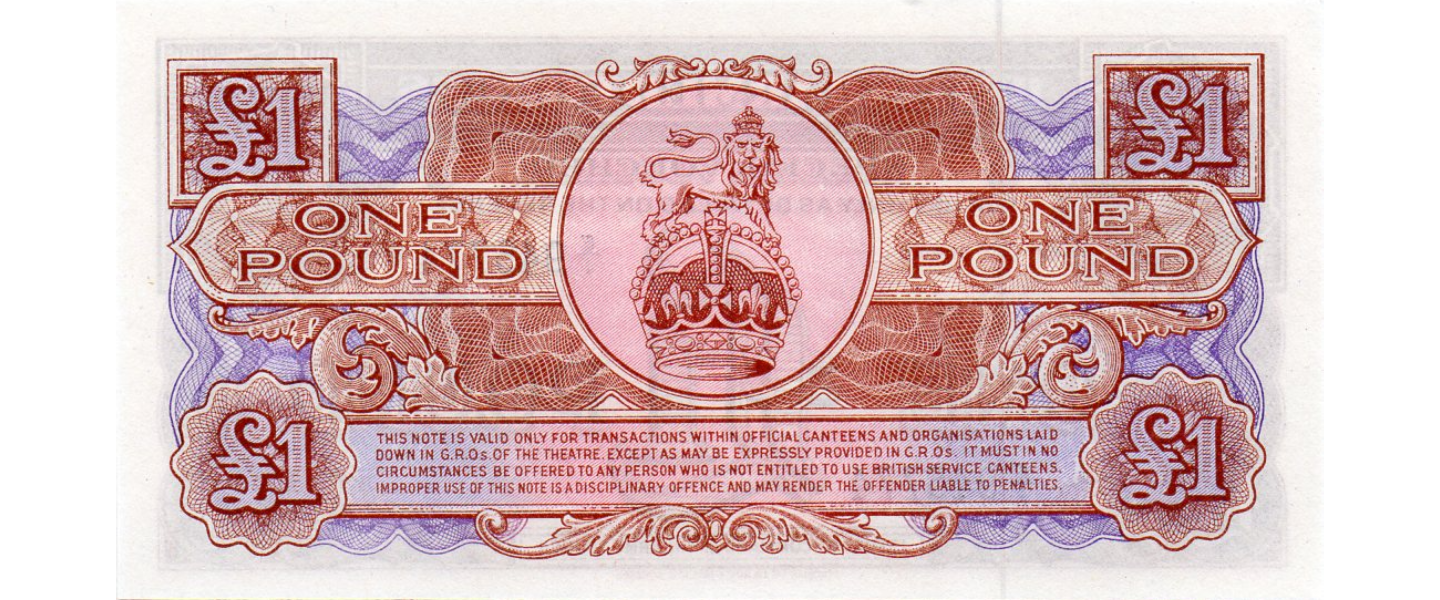 £1 £1
ONE POUND ONE POUND
THIS NOTE IS VALID ONLY FOR TRANSACTIONS WITHIN OFFICIAL CANTEENS AND ORGANISATIONS LAID
DOWN IN G.R.Os. OF THE THEATRE. EXCEPT AS MAY BE EXPRESSLY PROVIDED IN G.R.Os. IT MUST IN NO
CIRCUMSTANCES BE OFFERED TO ANY PERSON WHO IS NOT ENTITLED TO USE BRITISH SERVICE CANTEENS.
IMPROPER USE OF THIS NOTE IS A DISCIPLINARY OFFENCE AND MAY RENDER THE OFFENDER LIABLE TO PENALTIES.
£1 £1